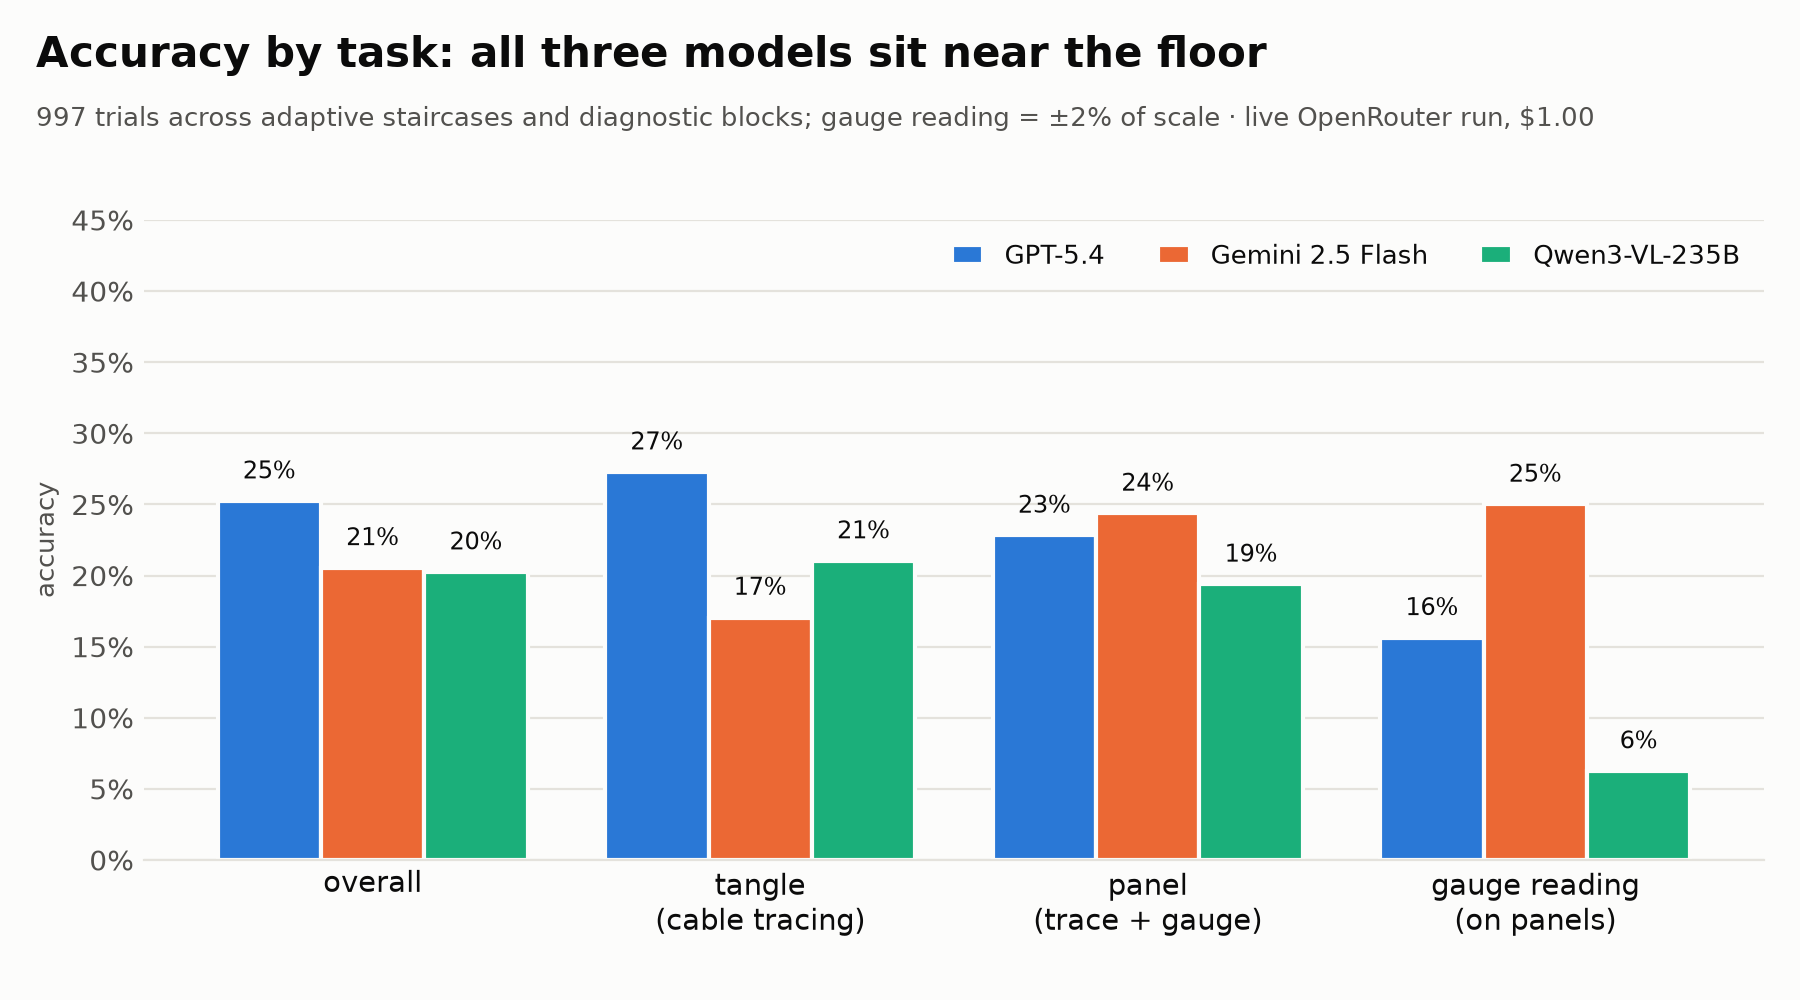 Accuracy by task: all three models sit near the floor
997 trials across adaptive staircases and diagnostic blocks; gauge reading = ±2% of scale · live OpenRouter run, $1.00
45%
GPT-5.4
Gemini 2.5 Flash
Qwen3-VL-235B
40%
35%
30%
25%
20%
15%
10%
5%
0%
accuracy
25%
21%
20%
27%
17%
21%
23%
24%
19%
16%
25%
6%
overall
tangle
(cable tracing)
panel
(trace + gauge)
gauge reading
(on panels)